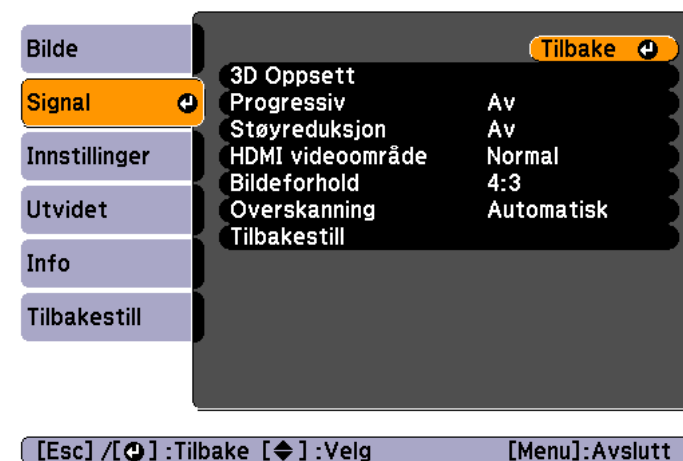 Bilde
Signal
Innstillinger
Utvidet
Info
Tilbakestill
Tilbake
3D Oppsett
Progressiv Av
Støyreduksjon Av
HDMI videoområde Normal
Bildeforhold 4:3
Overskanning Automatisk
Tilbakestill
[Esc] /[⏎] :Tilbake [◆] :Velg [Menu]:Avslutt